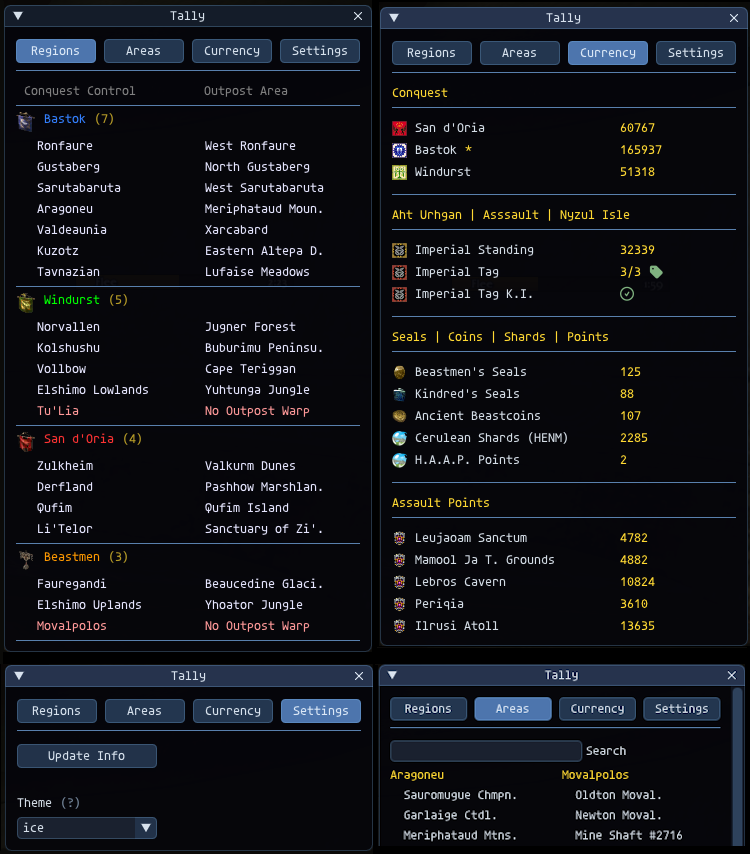 Tally
Regions Areas Currency Settings
Conquest Control Outpost Area
Bastok (7)
Ronfaure West Ronfaure
Gustaberg North Gustaberg
Sarutabaruta West Sarutabaruta
Aragoneu Meriphataud Moun.
Valdeaunia Xarcabard
Kuzotz Eastern Altepa D.
Tavnazian Lufaise Meadows
Windurst (5)
Norvallen Jugner Forest
Kolshushu Buburimu Peninsu.
Vollbow Cape Teriggan
Elshimo Lowlands Yuhtunga Jungle
Tu'Lia No Outpost Warp
San d'Oria (4)
Zulkheim Valkurm Dunes
Derfland Pashhow Marshlan.
Qufim Qufim Island
Li'Telor Sanctuary of Zi'.
Beastmen (3)
Fauregandi Beaucedine Glaci.
Elshimo Uplands Yhoator Jungle
Movalpolos No Outpost Warp
Tally
Regions Areas Currency Settings
Conquest
San d'Oria 60767
Bastok * 165937
Windurst 51318
Aht Urhgan | Asssault | Nyzul Isle
Imperial Standing 32339
Imperial Tag 3/3
Imperial Tag K.I.
Seals | Coins | Shards | Points
Beastmen's Seals 125
Kindred's Seals 88
Ancient Beastcoins 107
Cerulean Shards (HENM) 2285
H.A.A.P. Points 2
Assault Points
Leujaoam Sanctum 4782
Mamool Ja T. Grounds 4882
Lebros Cavern 10824
Periqia 3610
Ilrusi Atoll 13635
Tally
Regions Areas Currency Settings
Update Info
Theme (?)
ice
Tally
Regions Areas Currency Settings
Search
Aragoneu Movalpolos
Sauromugue Chmpn. Oldton Moval.
Garlaige Ctdl. Newton Moval.
Meriphataud Mtns. Mine Shaft #2716